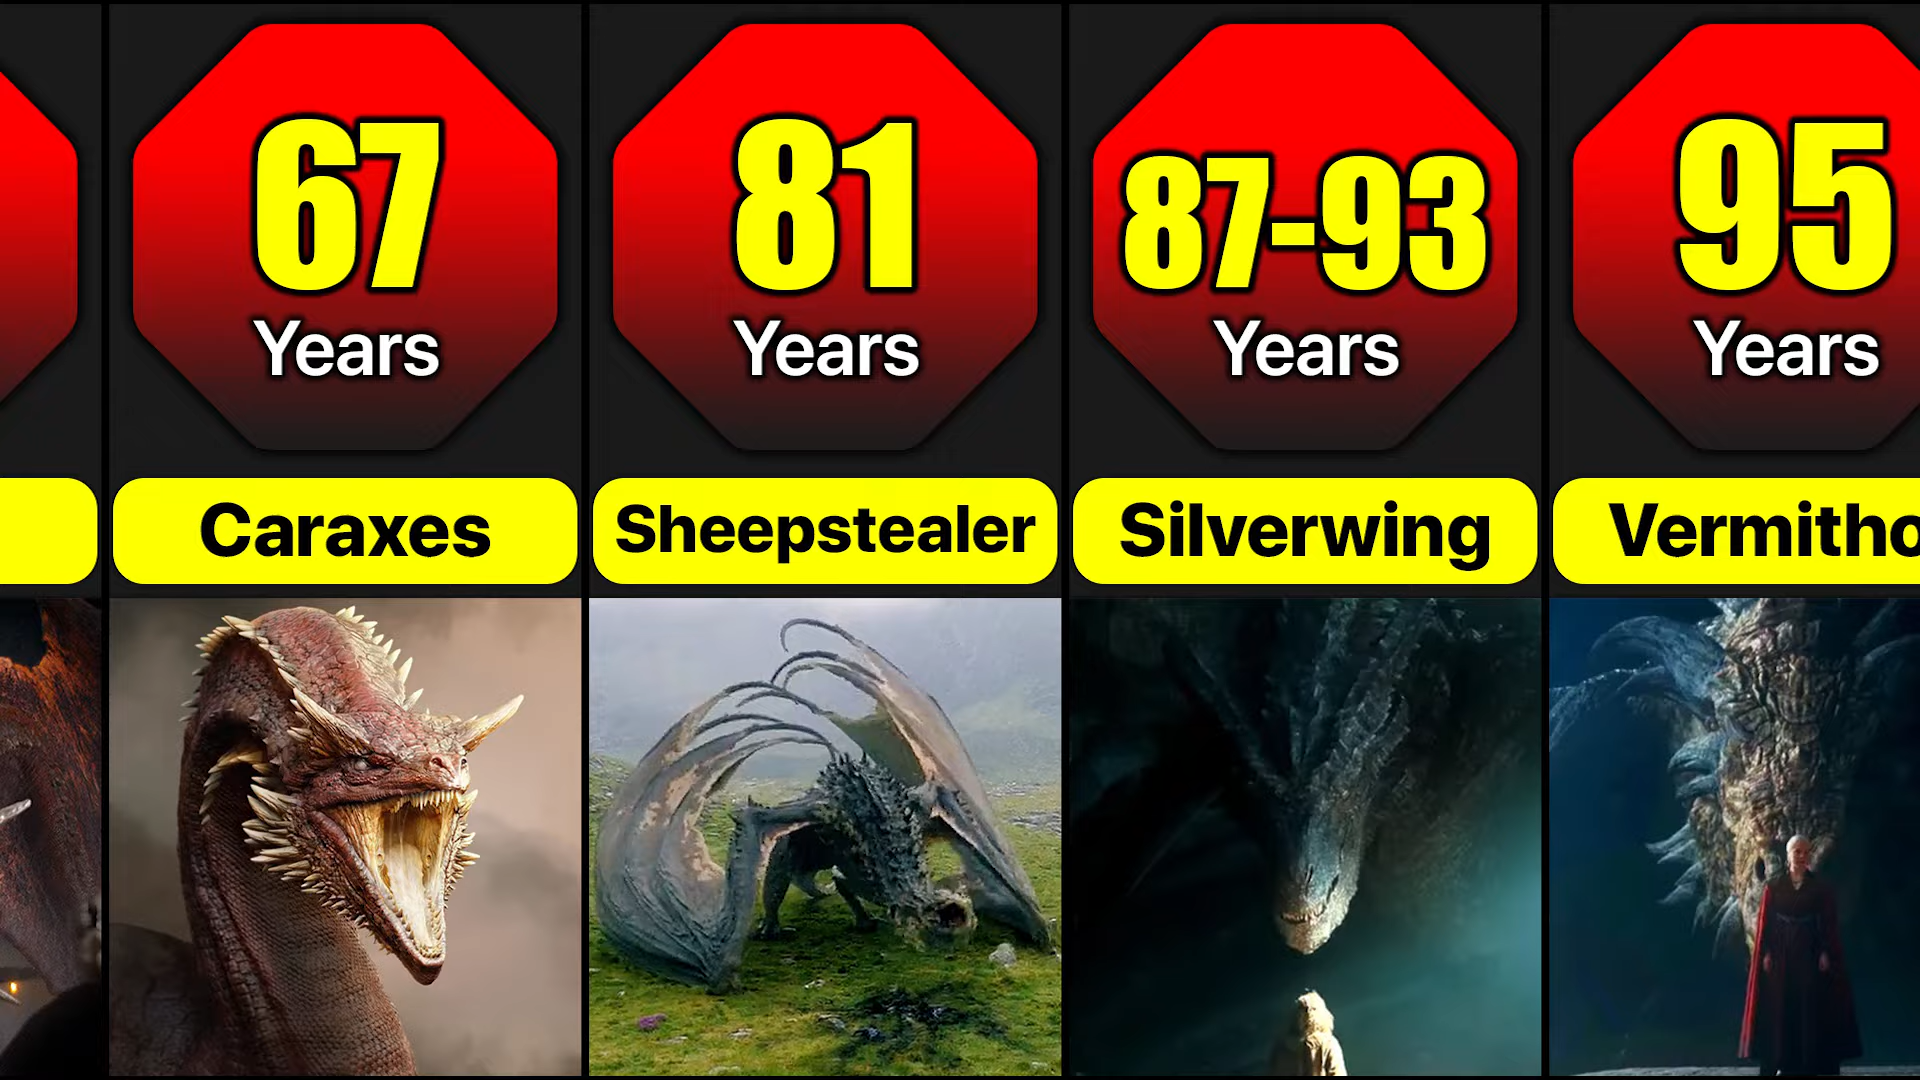 67
Years
Caraxes
81
Years
Sheepstealer
87-93
Years
Silverwing
95
Years
Vermitho